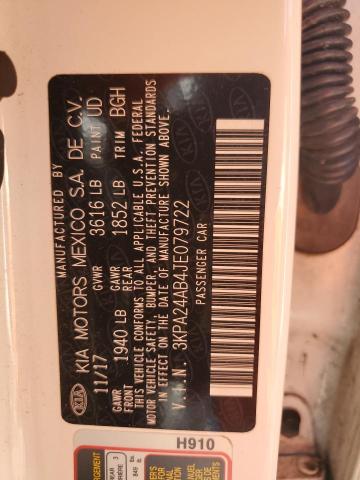 MANUFACTURED BY
KIA KIA MOTORS MEXICO S.A. DE C.V.
11/17 GVWR 3616 LB PAINT UD
GAWR FRONT 1940 LB GAWR REAR 1852 LB TRIM BGH
THIS VEHICLE CONFORMS TO ALL APPLICABLE U.S.A. FEDERAL
MOTOR VEHICLE SAFETY, BUMPER, AND THEFT PREVENTION STANDARDS
IN EFFECT ON THE DATE OF MANUFACTURE SHOWN ABOVE.
V.I.N. 3KPA24AB4JE079722
PASSENGER CAR
H910